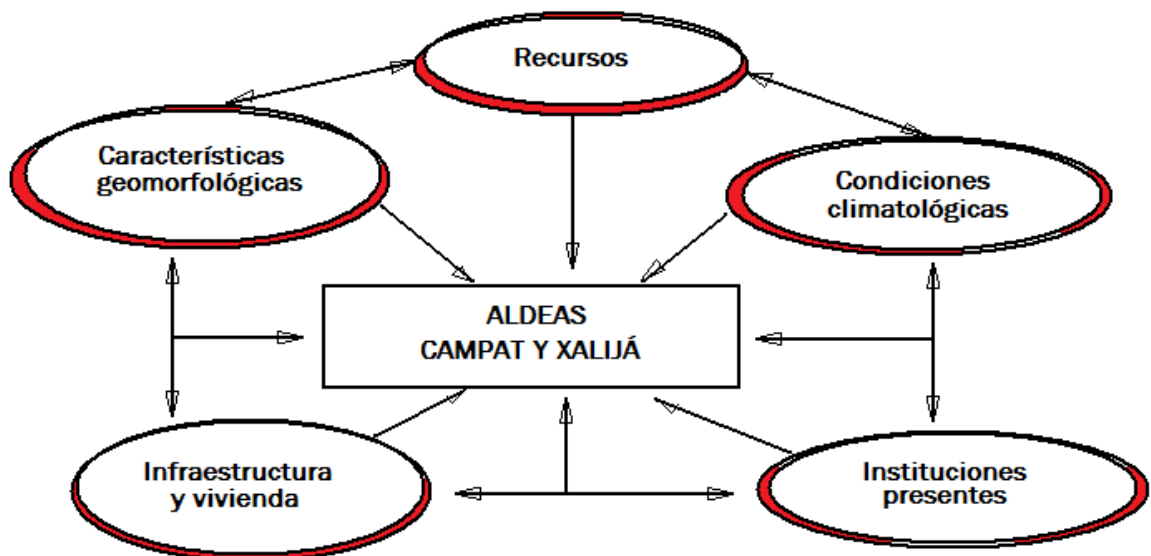 Recursos
Características
geomorfológicas
Condiciones
climatológicas
ALDEAS
CAMPAT Y XALIJÁ
Infraestructura
y vivienda
Instituciones
presentes